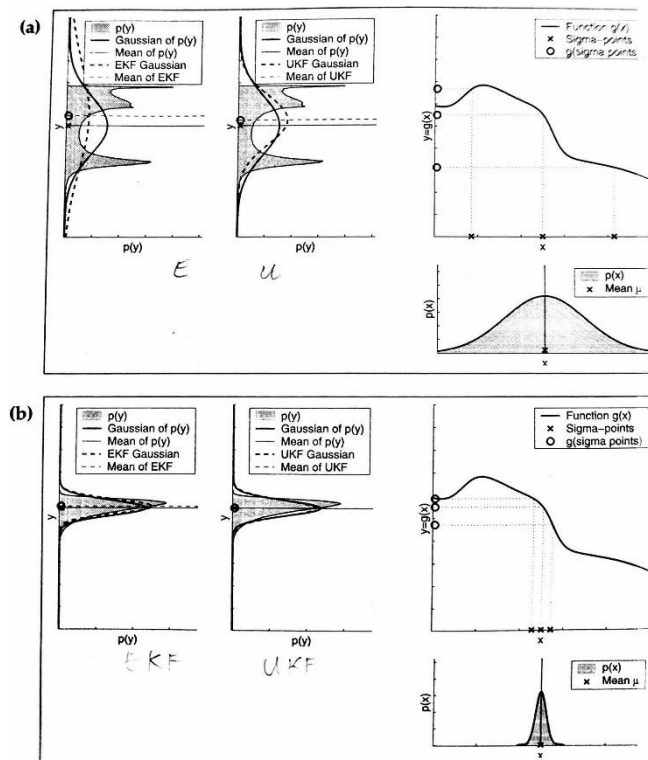 (a)
p(y)
Gaussian of p(y)
Mean of p(y)
EKF Gaussian
Mean of EKF
y
p(y)
E
p(y)
Gaussian of p(y)
Mean of p(y)
UKF Gaussian
Mean of UKF
y
p(y)
U
Function g(x)
Sigma-points
g(sigma points)
y=g(x)
x
p(x)
Mean μ
p(x)
x
(b)
p(y)
Gaussian of p(y)
Mean of p(y)
EKF Gaussian
Mean of EKF
y
p(y)
EKF
p(y)
Gaussian of p(y)
Mean of p(y)
UKF Gaussian
Mean of UKF
y
p(y)
UKF
Function g(x)
Sigma-points
g(sigma points)
y=g(x)
x
p(x)
Mean μ
p(x)
x